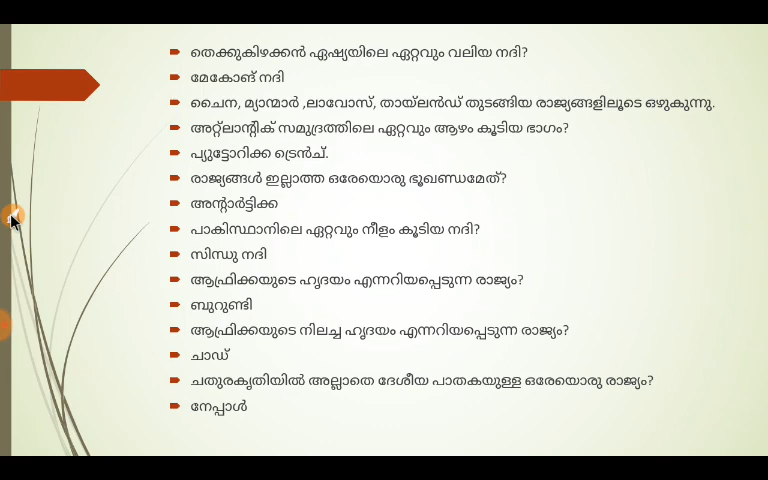 തെക്കുകിഴക്കൻ ഏഷ്യയിലെ ഏറ്റവും വലിയ നദി?
മേകോങ് നദി
ചൈന, മ്യാന്മാർ ,ലാവോസ്, തായ്‌ലൻഡ് തുടങ്ങിയ രാജ്യങ്ങളിലൂടെ ഒഴുകുന്നു.
അറ്റ്ലാന്റിക് സമുദ്രത്തിലെ ഏറ്റവും ആഴം കൂടിയ ഭാഗം?
പ്യുട്ടോറിക്ക ട്രെൻച്.
രാജ്യങ്ങൾ ഇല്ലാത്ത ഒരേയൊരു ഭൂഖണ്ഡമേത്?
അന്റാർട്ടിക്ക
പാകിസ്ഥാനിലെ ഏറ്റവും നീളം കൂടിയ നദി?
സിന്ധു നദി
ആഫ്രിക്കയുടെ ഹൃദയം എന്നറിയപ്പെടുന്ന രാജ്യം?
ബുറുണ്ടി
ആഫ്രിക്കയുടെ നിലച്ച ഹൃദയം എന്നറിയപ്പെടുന്ന രാജ്യം?
ചാഡ്
ചതുരകൃതിയിൽ അല്ലാതെ ദേശീയ പാതകയുള്ള ഒരേയൊരു രാജ്യം?
നേപ്പാൾ